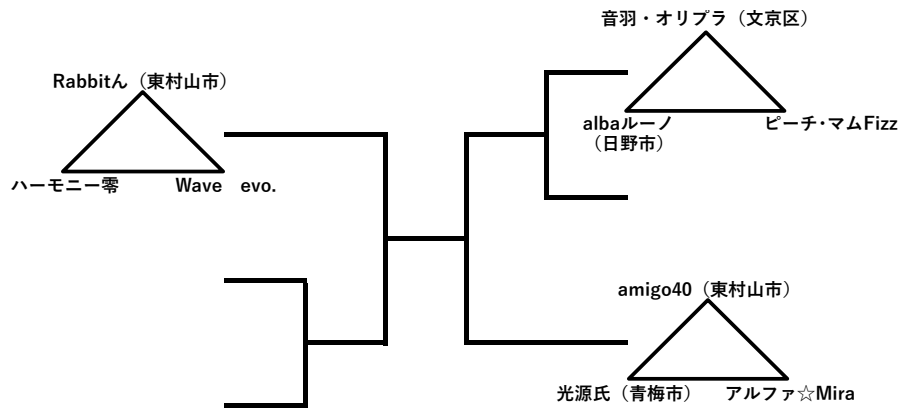 音羽・オリプラ（文京区）
Rabbitん（東村山市）
albaルーノ
（日野市）
ピーチ･マムFizz
ハーモニー零
Wave　evo.
amigo40（東村山市）
光源氏（青梅市）
アルファ☆Mira